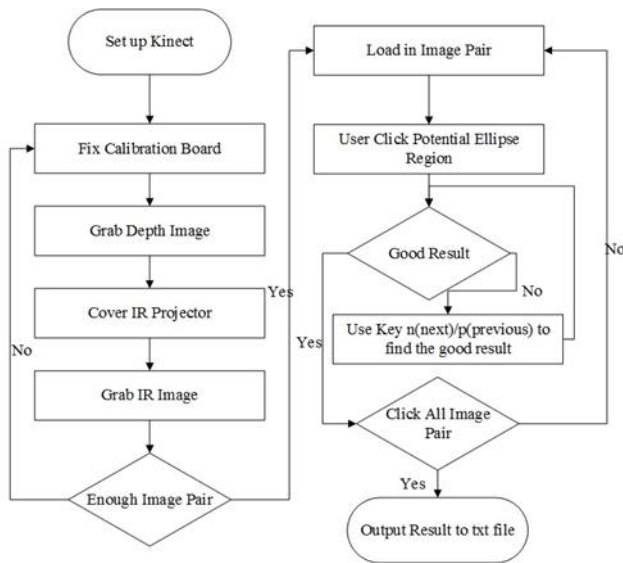 Set up Kinect
Fix Calibration Board
Grab Depth Image
Cover IR Projector
Grab IR Image
Enough Image Pair
No
Yes
Load in Image Pair
User Click Potential Ellipse
Region
Good Result
No
Use Key n(next)/p(previous) to
find the good result
Yes
No
Click All Image
Pair
Yes
Output Result to txt file